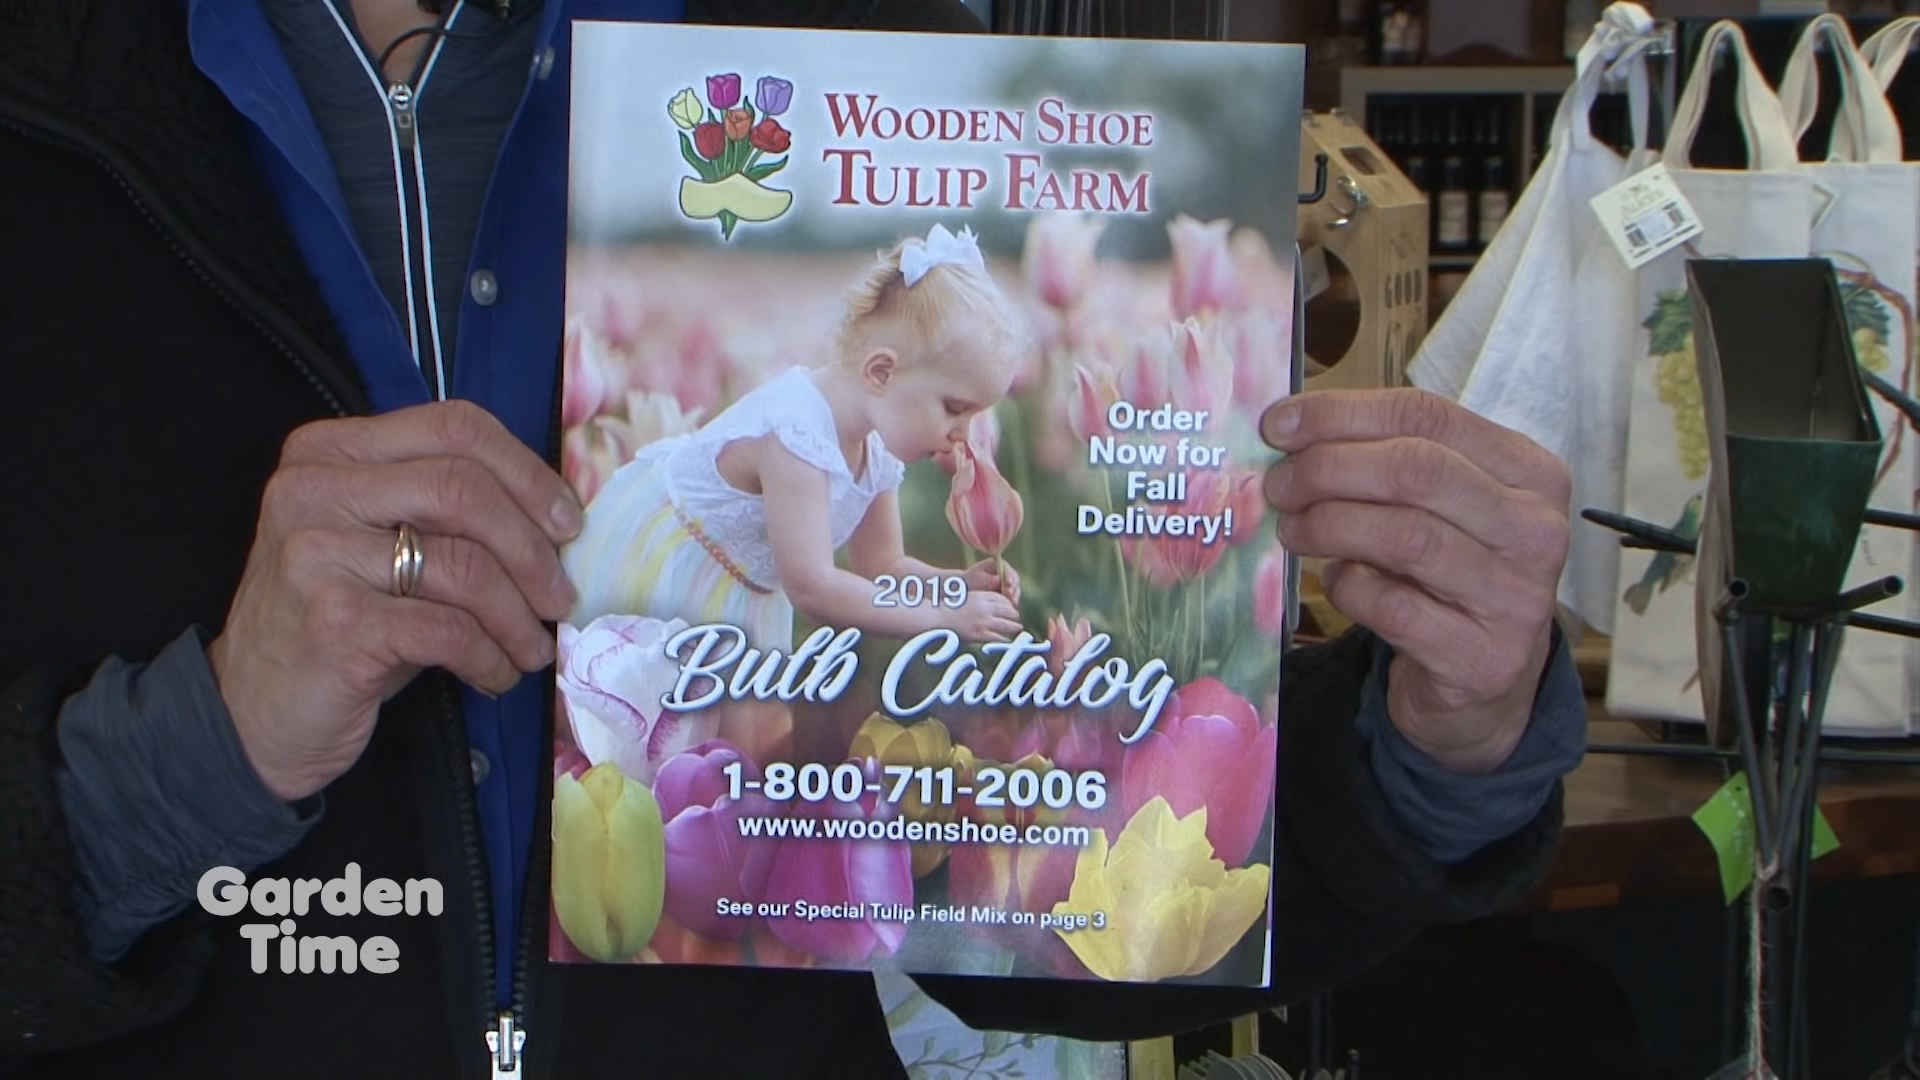 WOODEN SHOE
TULIP FARM
Order
Now for
Fall
Delivery!
2019
Bulb Catalog
1-800-711-2006
www.woodenshoe.com
See our Special Tulip Field Mix on page 3
Garden
Time
GOOD